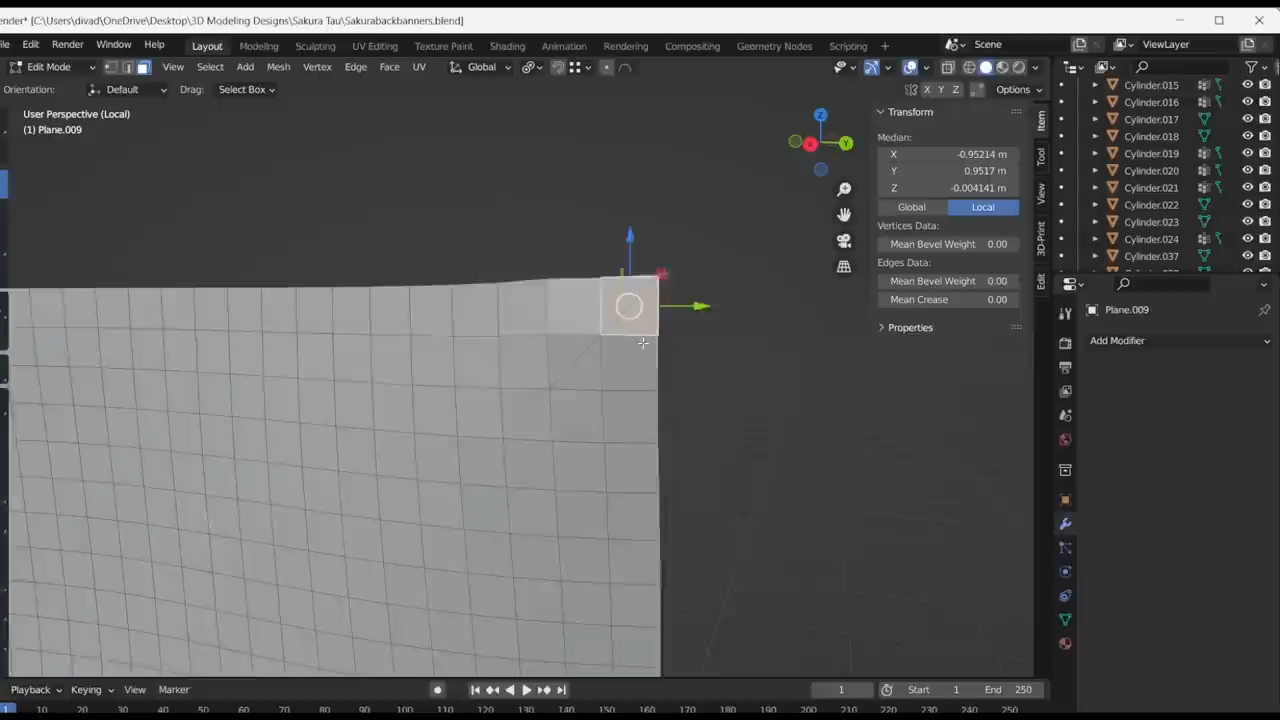 ender* [C:\Users\divad\OneDrive\Desktop\3D Modeling Designs\Sakura Tau\Sakurabackbanners.blend]
ile Edit Render Window Help Layout Modeling Sculpting UV Editing Texture Paint Shading Animation Rendering Compositing Geometry Nodes Scripting + Scene ViewLayer
Edit Mode View Select Add Mesh Vertex Edge Face UV Global
Orientation: Default Drag: Select Box X Y Z Options
User Perspective (Local)
(1) Plane.009
Z
X
Y
Transform
Median:
X -0.95214 m
Y 0.9517 m
Z -0.004141 m
Global Local
Vertices Data:
Mean Bevel Weight 0.00
Edges Data:
Mean Bevel Weight 0.00
Mean Crease 0.00
Properties
Item
Tool
View
3D-Print
Edit
Cylinder.015
Cylinder.016
Cylinder.017
Cylinder.018
Cylinder.019
Cylinder.020
Cylinder.021
Cylinder.022
Cylinder.023
Cylinder.024
Cylinder.037
Plane.009
Add Modifier
Playback Keying View Marker 1 Start 1 End 250
1 10 20 30 40 50 60 70 80 90 100 110 120 130 140 150 160 170 180 190 200 210 220 230 240 250